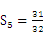 S₅ = 31/32